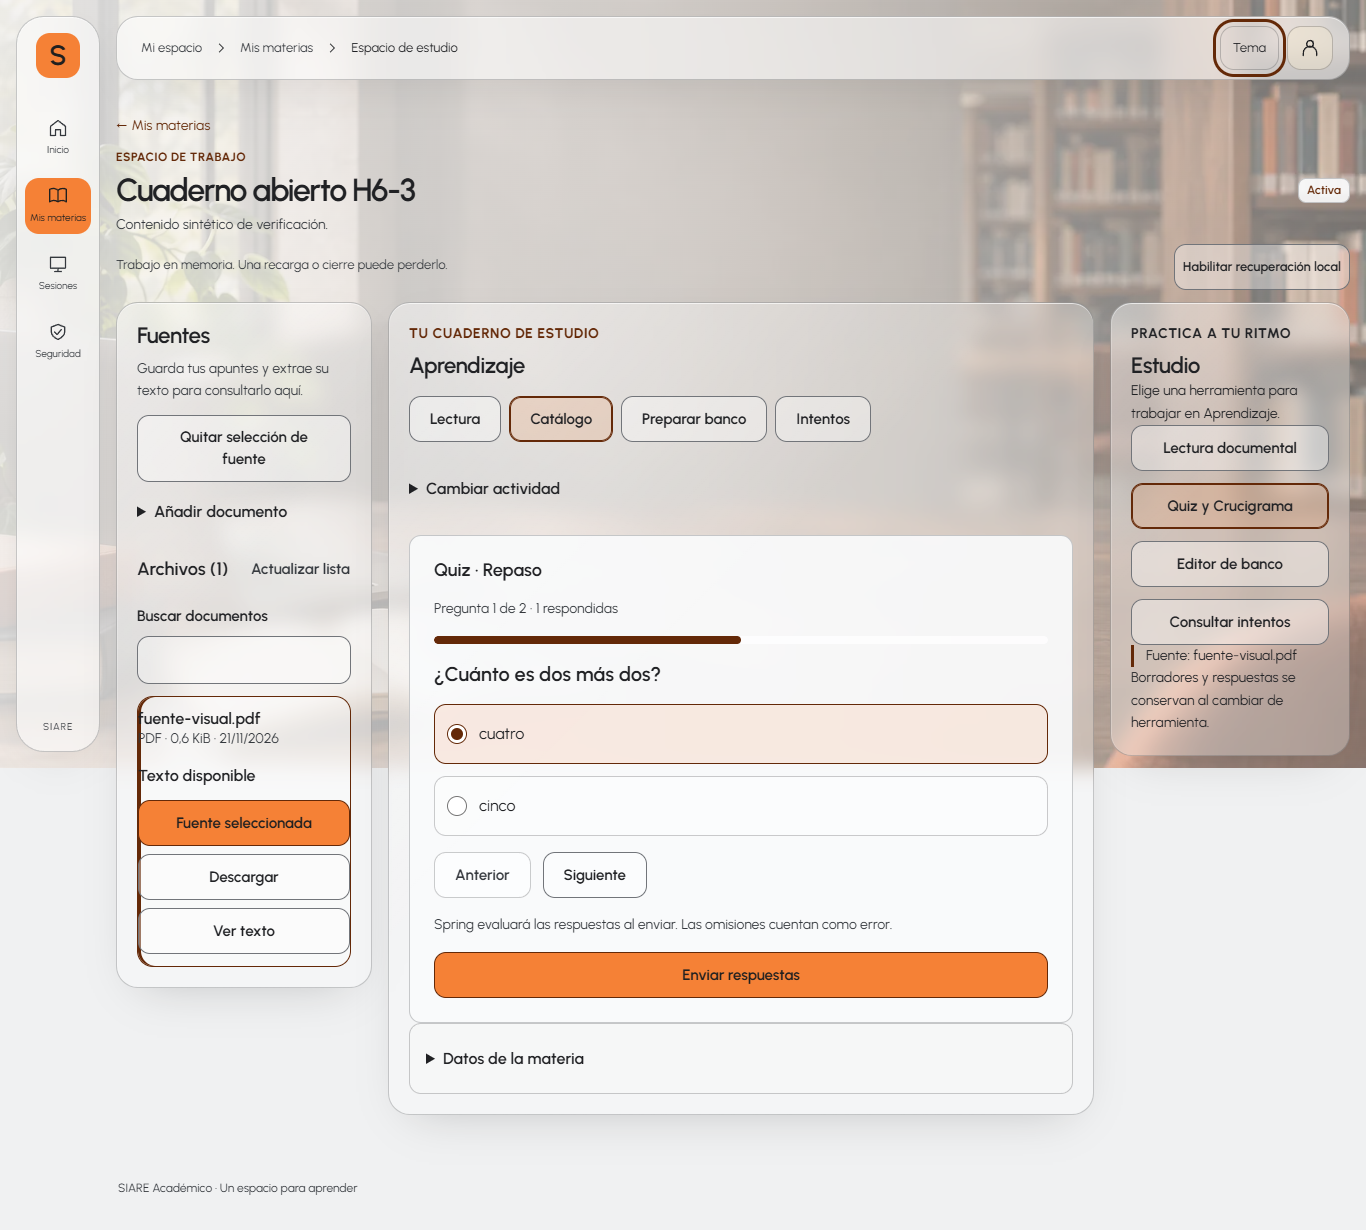 S
Inicio
Mis materias
Sesiones
Seguridad
SIARE
Mi espacio > Mis materias > Espacio de estudio
Tema
← Mis materias
ESPACIO DE TRABAJO
Cuaderno abierto H6-3
Activa
Contenido sintético de verificación.
Trabajo en memoria. Una recarga o cierre puede perderlo.
Habilitar recuperación local
Fuentes
Guarda tus apuntes y extrae su
texto para consultarlo aquí.
Quitar selección de
fuente
Añadir documento
Archivos (1)
Actualizar lista
Buscar documentos
fuente-visual.pdf
PDF · 0,6 KiB · 21/11/2026
Texto disponible
Fuente seleccionada
Descargar
Ver texto
TU CUADERNO DE ESTUDIO
Aprendizaje
Lectura
Catálogo
Preparar banco
Intentos
Cambiar actividad
Quiz · Repaso
Pregunta 1 de 2 · 1 respondidas
¿Cuánto es dos más dos?
cuatro
cinco
Anterior
Siguiente
Spring evaluará las respuestas al enviar. Las omisiones cuentan como error.
Enviar respuestas
Datos de la materia
PRACTICA A TU RITMO
Estudio
Elige una herramienta para
trabajar en Aprendizaje.
Lectura documental
Quiz y Crucigrama
Editor de banco
Consultar intentos
Fuente: fuente-visual.pdf
Borradores y respuestas se
conservan al cambiar de
herramienta.
SIARE Académico · Un espacio para aprender